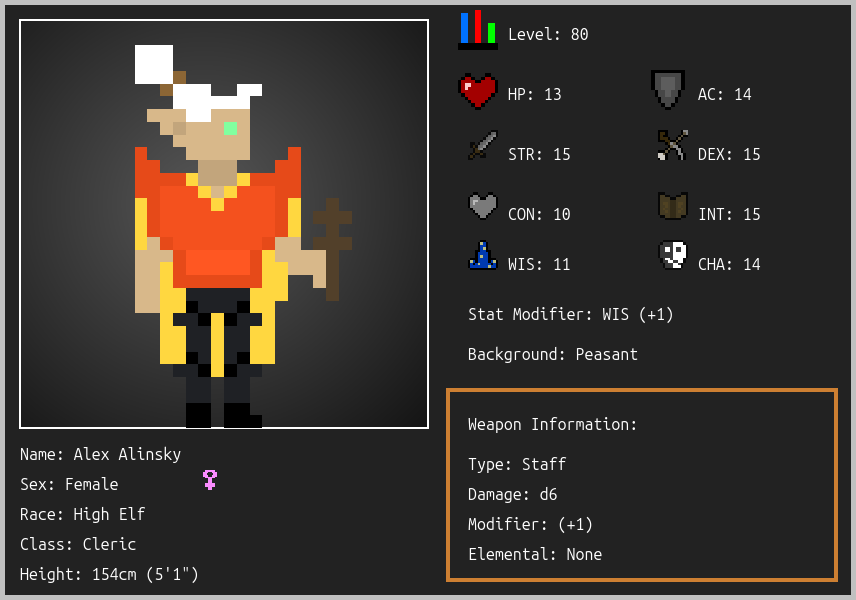 Level: 80
HP: 13
AC: 14
STR: 15
DEX: 15
CON: 10
INT: 15
WIS: 11
CHA: 14
Stat Modifier: WIS (+1)
Background: Peasant
Weapon Information:
Type: Staff
Damage: d6
Modifier: (+1)
Elemental: None
Name: Alex Alinsky
Sex: Female
Race: High Elf
Class: Cleric
Height: 154cm (5'1")